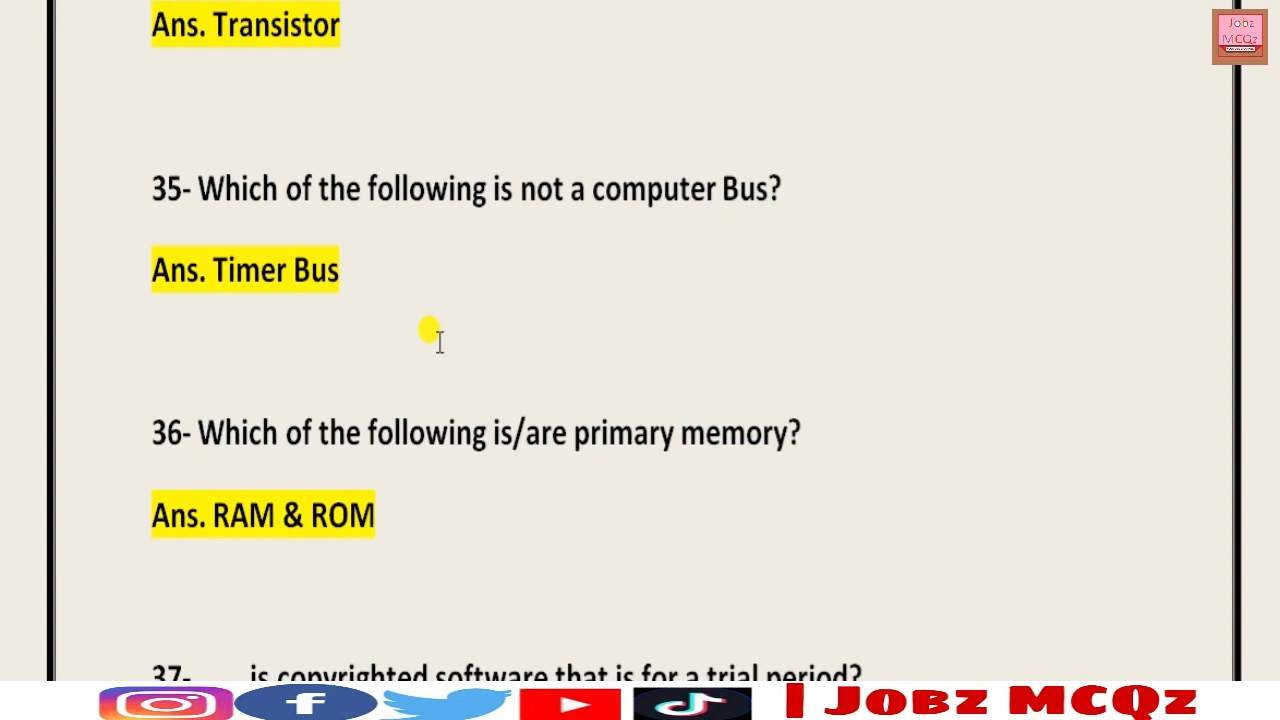 Ans. Transistor
Jobz
MCQz
35- Which of the following is not a computer Bus?
Ans. Timer Bus
36- Which of the following is/are primary memory?
Ans. RAM & ROM
37- ___ is copyrighted software that is for a trial period?
| Jobz MCQz